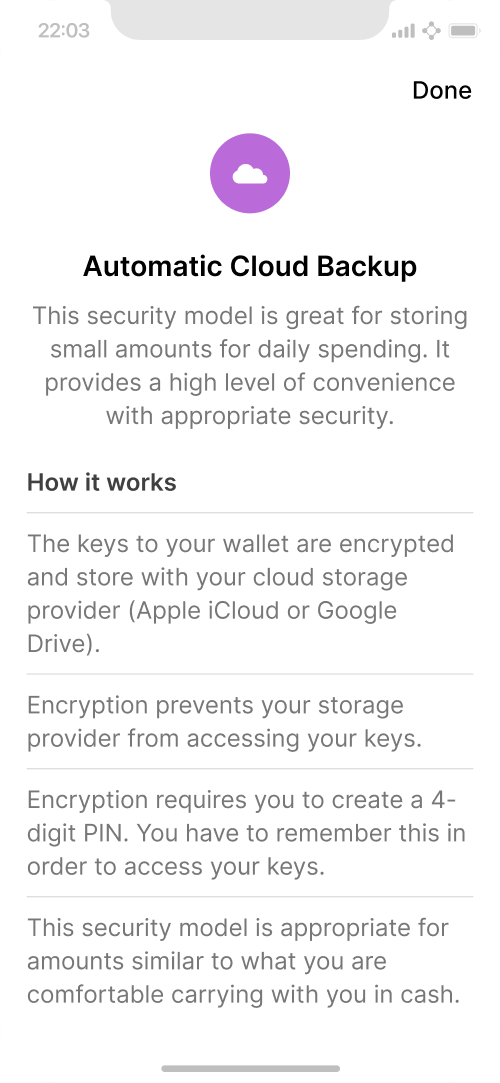 22:03
Done
Automatic Cloud Backup
This security model is great for storing
small amounts for daily spending. It
provides a high level of convenience
with appropriate security.
How it works
The keys to your wallet are encrypted
and store with your cloud storage
provider (Apple iCloud or Google
Drive).
Encryption prevents your storage
provider from accessing your keys.
Encryption requires you to create a 4-
digit PIN. You have to remember this in
order to access your keys.
This security model is appropriate for
amounts similar to what you are
comfortable carrying with you in cash.